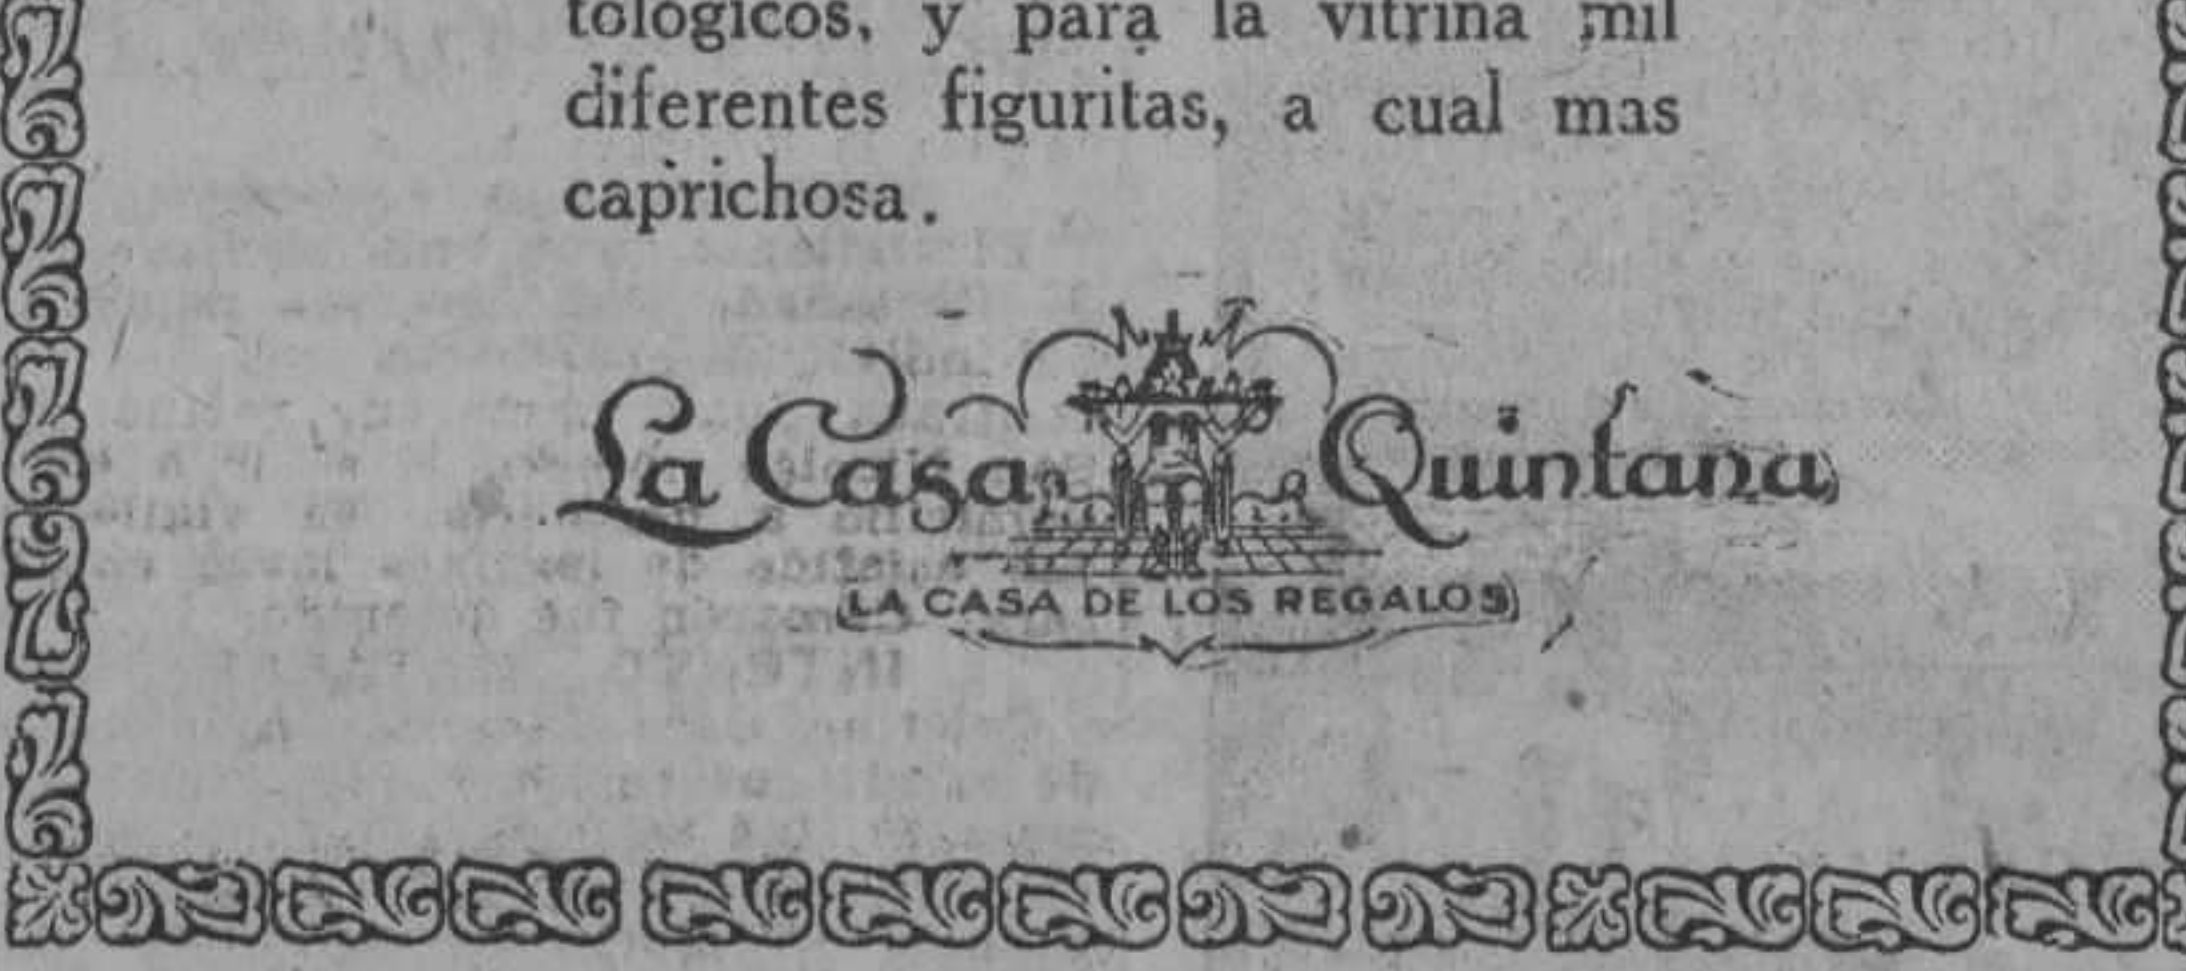 tologicos, y para la vitrina mil
diferentes figuritas, a cual mas
caprichosa.
La Casa Quintana
LA CASA DE LOS REGALOS